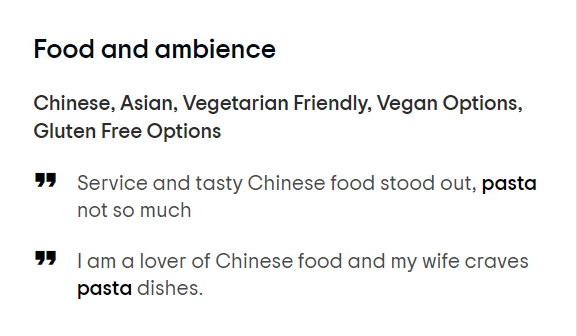 Food and ambience
Chinese, Asian, Vegetarian Friendly, Vegan Options,
Gluten Free Options
" Service and tasty Chinese food stood out, pasta
not so much
" I am a lover of Chinese food and my wife craves
pasta dishes.